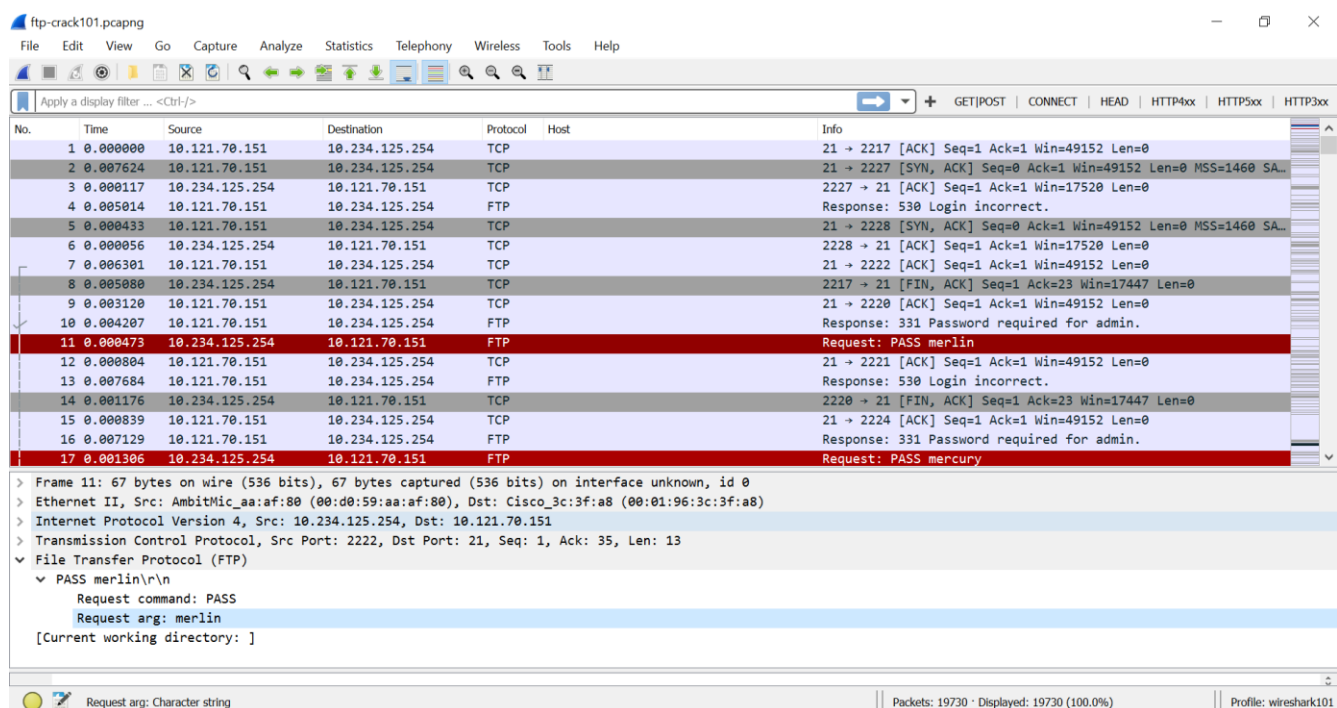 ftp-crack101.pcapng
File Edit View Go Capture Analyze Statistics Telephony Wireless Tools Help
Apply a display filter ... <Ctrl-/> GET|POST | CONNECT | HEAD | HTTP4xx | HTTP5xx | HTTP3xx
No. Time Source Destination Protocol Host Info
1 0.000000 10.121.70.151 10.234.125.254 TCP 21 → 2217 [ACK] Seq=1 Ack=1 Win=49152 Len=0
2 0.007624 10.121.70.151 10.234.125.254 TCP 21 → 2227 [SYN, ACK] Seq=0 Ack=1 Win=49152 Len=0 MSS=1460 SA…
3 0.000117 10.234.125.254 10.121.70.151 TCP 2227 → 21 [ACK] Seq=1 Ack=1 Win=17520 Len=0
4 0.005014 10.121.70.151 10.234.125.254 FTP Response: 530 Login incorrect.
5 0.000433 10.121.70.151 10.234.125.254 TCP 21 → 2228 [SYN, ACK] Seq=0 Ack=1 Win=49152 Len=0 MSS=1460 SA…
6 0.000056 10.234.125.254 10.121.70.151 TCP 2228 → 21 [ACK] Seq=1 Ack=1 Win=17520 Len=0
7 0.006301 10.121.70.151 10.234.125.254 TCP 21 → 2222 [ACK] Seq=1 Ack=1 Win=49152 Len=0
8 0.005080 10.234.125.254 10.121.70.151 TCP 2217 → 21 [FIN, ACK] Seq=1 Ack=23 Win=17447 Len=0
9 0.003120 10.121.70.151 10.234.125.254 TCP 21 → 2220 [ACK] Seq=1 Ack=1 Win=49152 Len=0
10 0.004207 10.121.70.151 10.234.125.254 FTP Response: 331 Password required for admin.
11 0.000473 10.234.125.254 10.121.70.151 FTP Request: PASS merlin
12 0.000804 10.121.70.151 10.234.125.254 TCP 21 → 2221 [ACK] Seq=1 Ack=1 Win=49152 Len=0
13 0.007684 10.121.70.151 10.234.125.254 FTP Response: 530 Login incorrect.
14 0.001176 10.234.125.254 10.121.70.151 TCP 2220 → 21 [FIN, ACK] Seq=1 Ack=23 Win=17447 Len=0
15 0.000839 10.121.70.151 10.234.125.254 TCP 21 → 2224 [ACK] Seq=1 Ack=1 Win=49152 Len=0
16 0.007129 10.121.70.151 10.234.125.254 FTP Response: 331 Password required for admin.
17 0.001306 10.234.125.254 10.121.70.151 FTP Request: PASS mercury
Frame 11: 67 bytes on wire (536 bits), 67 bytes captured (536 bits) on interface unknown, id 0
Ethernet II, Src: AmbitMic_aa:af:80 (00:d0:59:aa:af:80), Dst: Cisco_3c:3f:a8 (00:01:96:3c:3f:a8)
Internet Protocol Version 4, Src: 10.234.125.254, Dst: 10.121.70.151
Transmission Control Protocol, Src Port: 2222, Dst Port: 21, Seq: 1, Ack: 35, Len: 13
File Transfer Protocol (FTP)
PASS merlin\r\n
Request command: PASS
Request arg: merlin
[Current working directory: ]
Request arg: Character string Packets: 19730 · Displayed: 19730 (100.0%) Profile: wireshark101